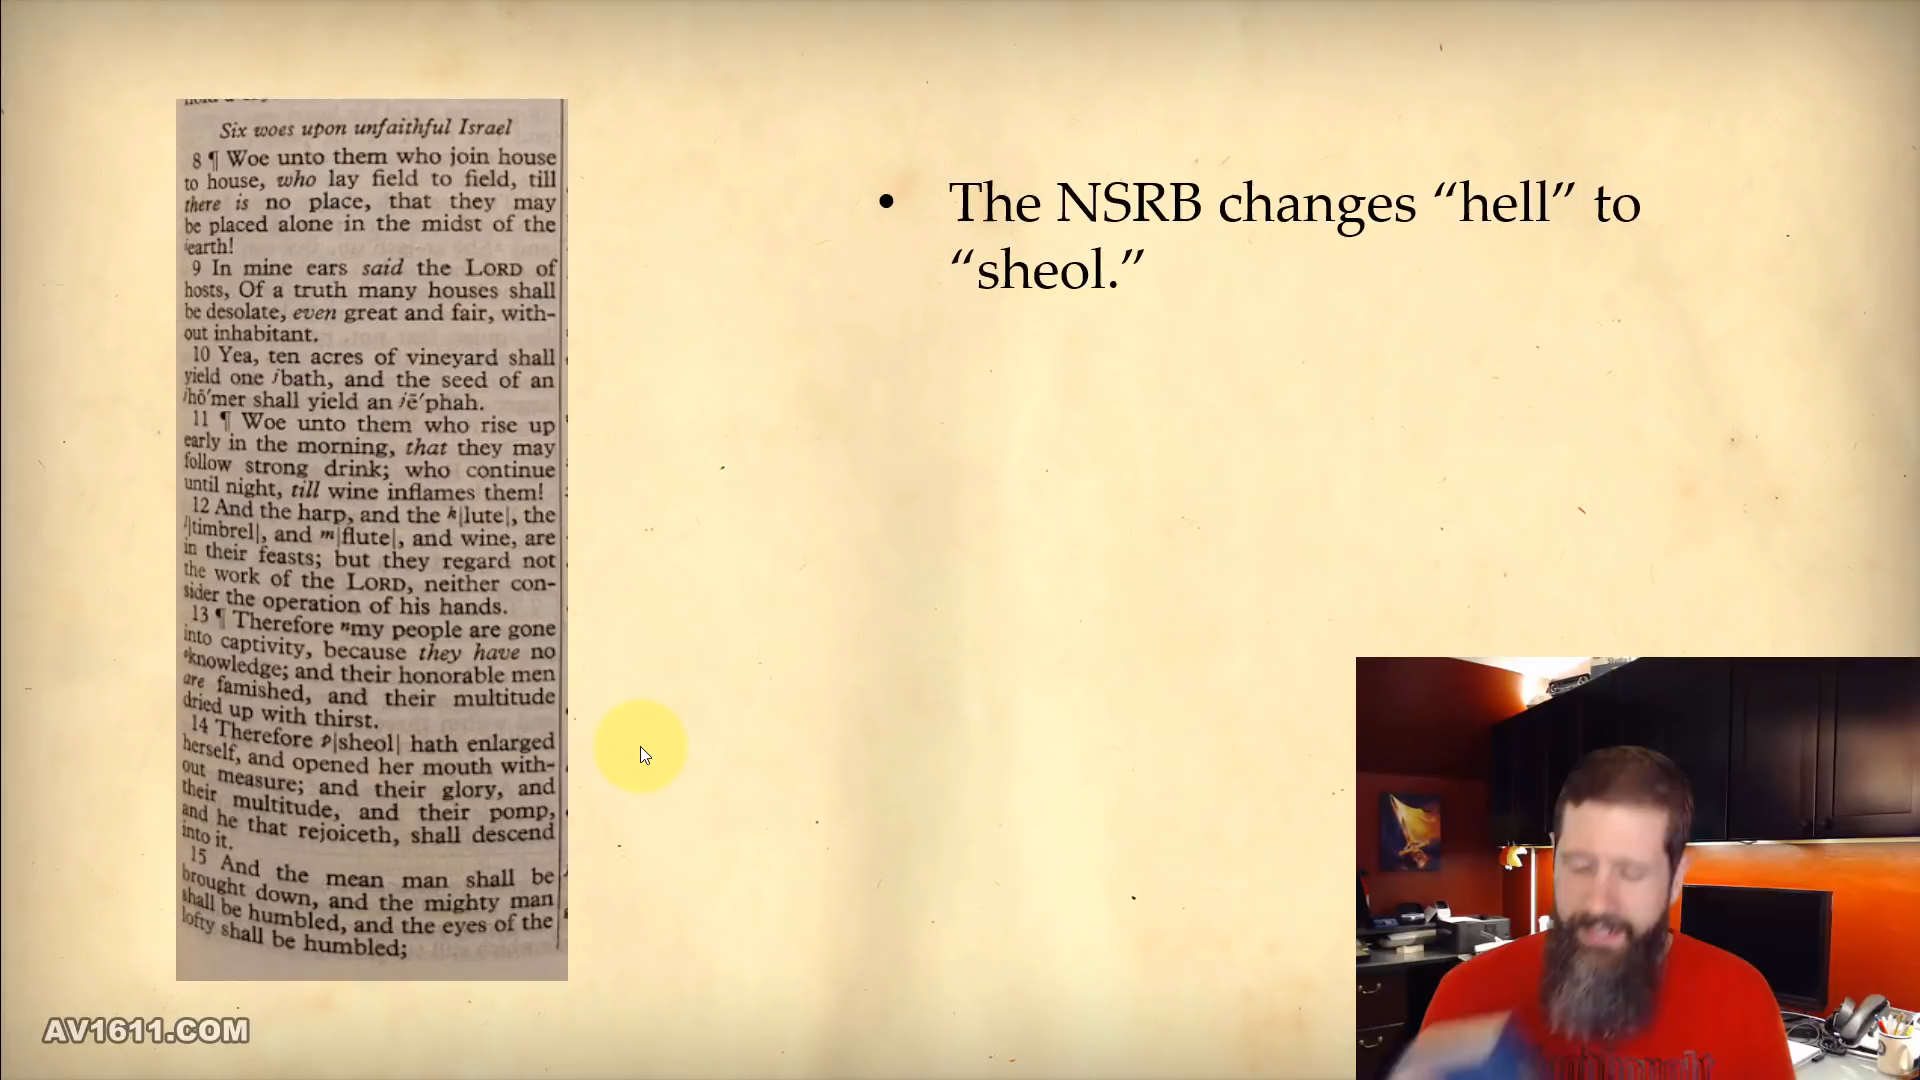 Six woes upon unfaithful Israel
8 ¶ Woe unto them who join house
to house, who lay field to field, till
there is no place, that they may
be placed alone in the midst of the
earth!
9 In mine ears said the LORD of
hosts, Of a truth many houses shall
be desolate, even great and fair, with-
out inhabitant.
10 Yea, ten acres of vineyard shall
yield one ʲbath, and the seed of an
ʲhō′mer shall yield an ʲē′phah.
11 ¶ Woe unto them who rise up
early in the morning, that they may
follow strong drink; who continue
until night, till wine inflames them!
12 And the harp, and the ᵏ|lute|, the
ˡ|timbrel|, and ᵐ|flute|, and wine, are
in their feasts; but they regard not
the work of the LORD, neither con-
sider the operation of his hands.
13 ¶ Therefore ⁿmy people are gone
into captivity, because they have no
ᵒknowledge; and their honorable men
are famished, and their multitude
dried up with thirst.
14 Therefore ᵖ|sheol| hath enlarged
herself, and opened her mouth with-
out measure; and their glory, and
their multitude, and their pomp,
and he that rejoiceth, shall descend
into it.
15 And the mean man shall be
brought down, and the mighty man
shall be humbled, and the eyes of the
lofty shall be humbled;
• The NSRB changes “hell” to
“sheol.”
AV1611.COM